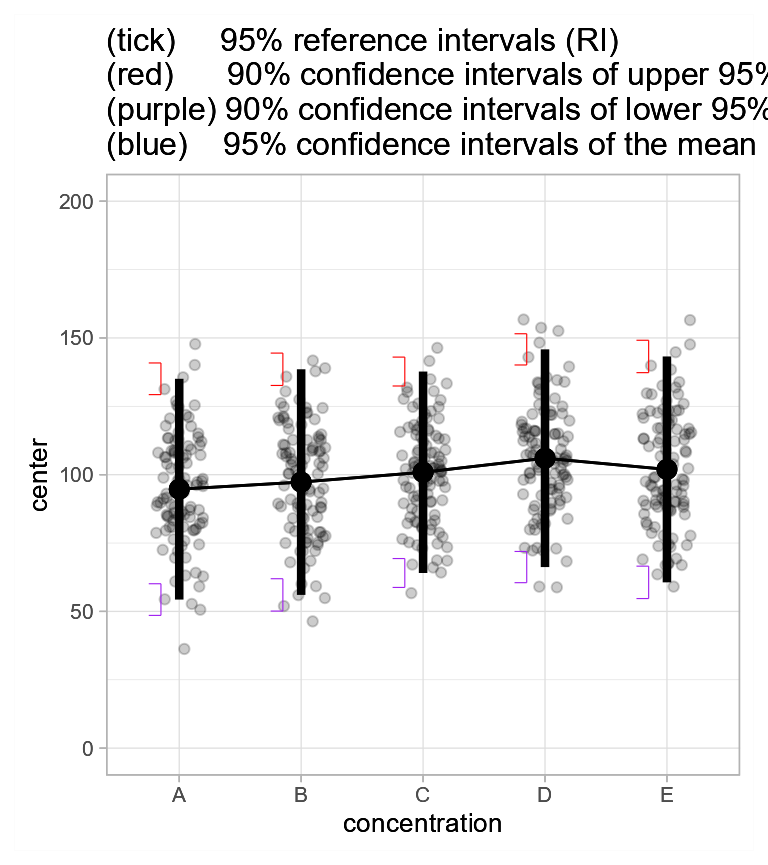 (tick) 95% reference intervals (RI)
(red) 90% confidence intervals of upper 95%
(purple) 90% confidence intervals of lower 95%
(blue) 95% confidence intervals of the mean
200
150
100
50
0
center
A B C D E
concentration